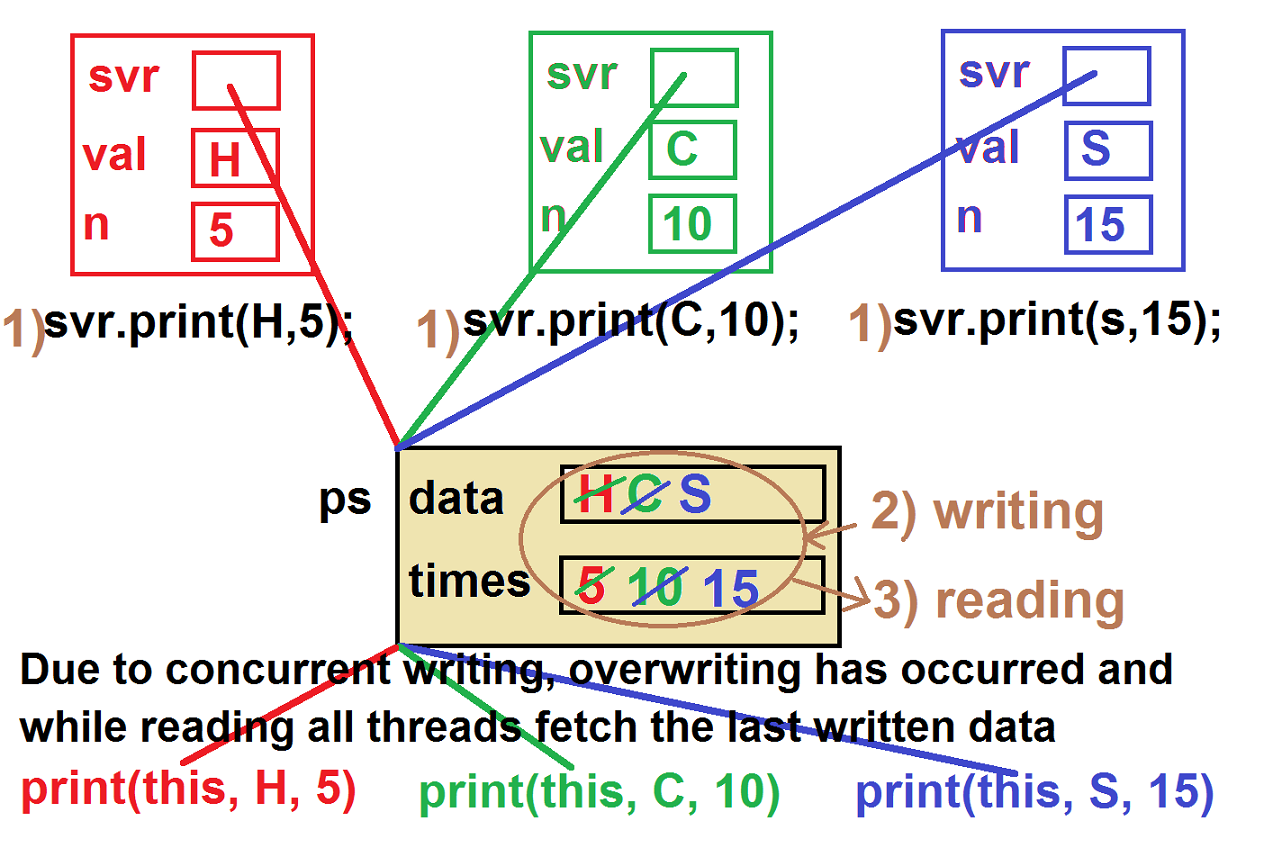 svr
val H
n 5
svr
val C
n 10
svr
val S
n 15
1)svr.print(H,5);
1)svr.print(C,10);
1)svr.print(s,15);
ps
data H C S
times 5 10 15
2) writing
3) reading
Due to concurrent writing, overwriting has occurred and
while reading all threads fetch the last written data
print(this, H, 5)
print(this, C, 10)
print(this, S, 15)